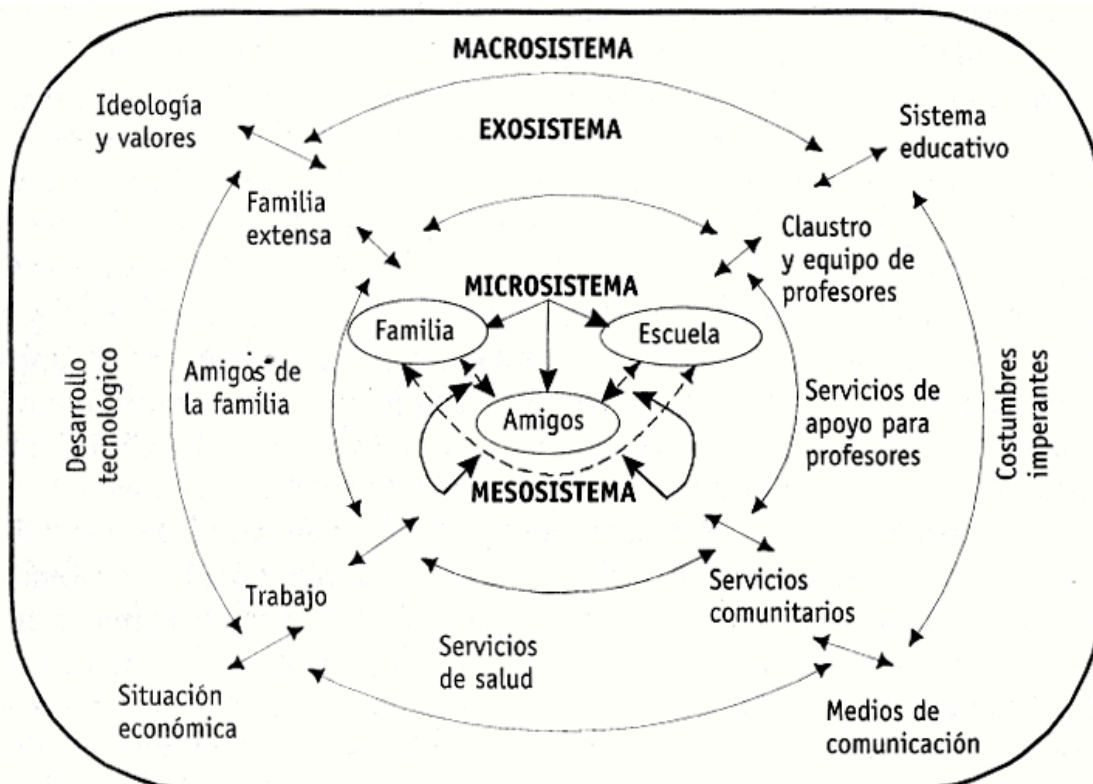 MACROSISTEMA
Ideología
y valores
EXOSISTEMA
Sistema
educativo
Familia
extensa
Claustro
y equipo de
profesores
MICROSISTEMA
Familia
Escuela
Amigos
Desarrollo
tecnológico
Amigos de
la familia
Servicios de
apoyo para
profesores
Costumbres
imperantes
MESOSISTEMA
Trabajo
Servicios
comunitarios
Servicios
de salud
Situación
económica
Medios de
comunicación